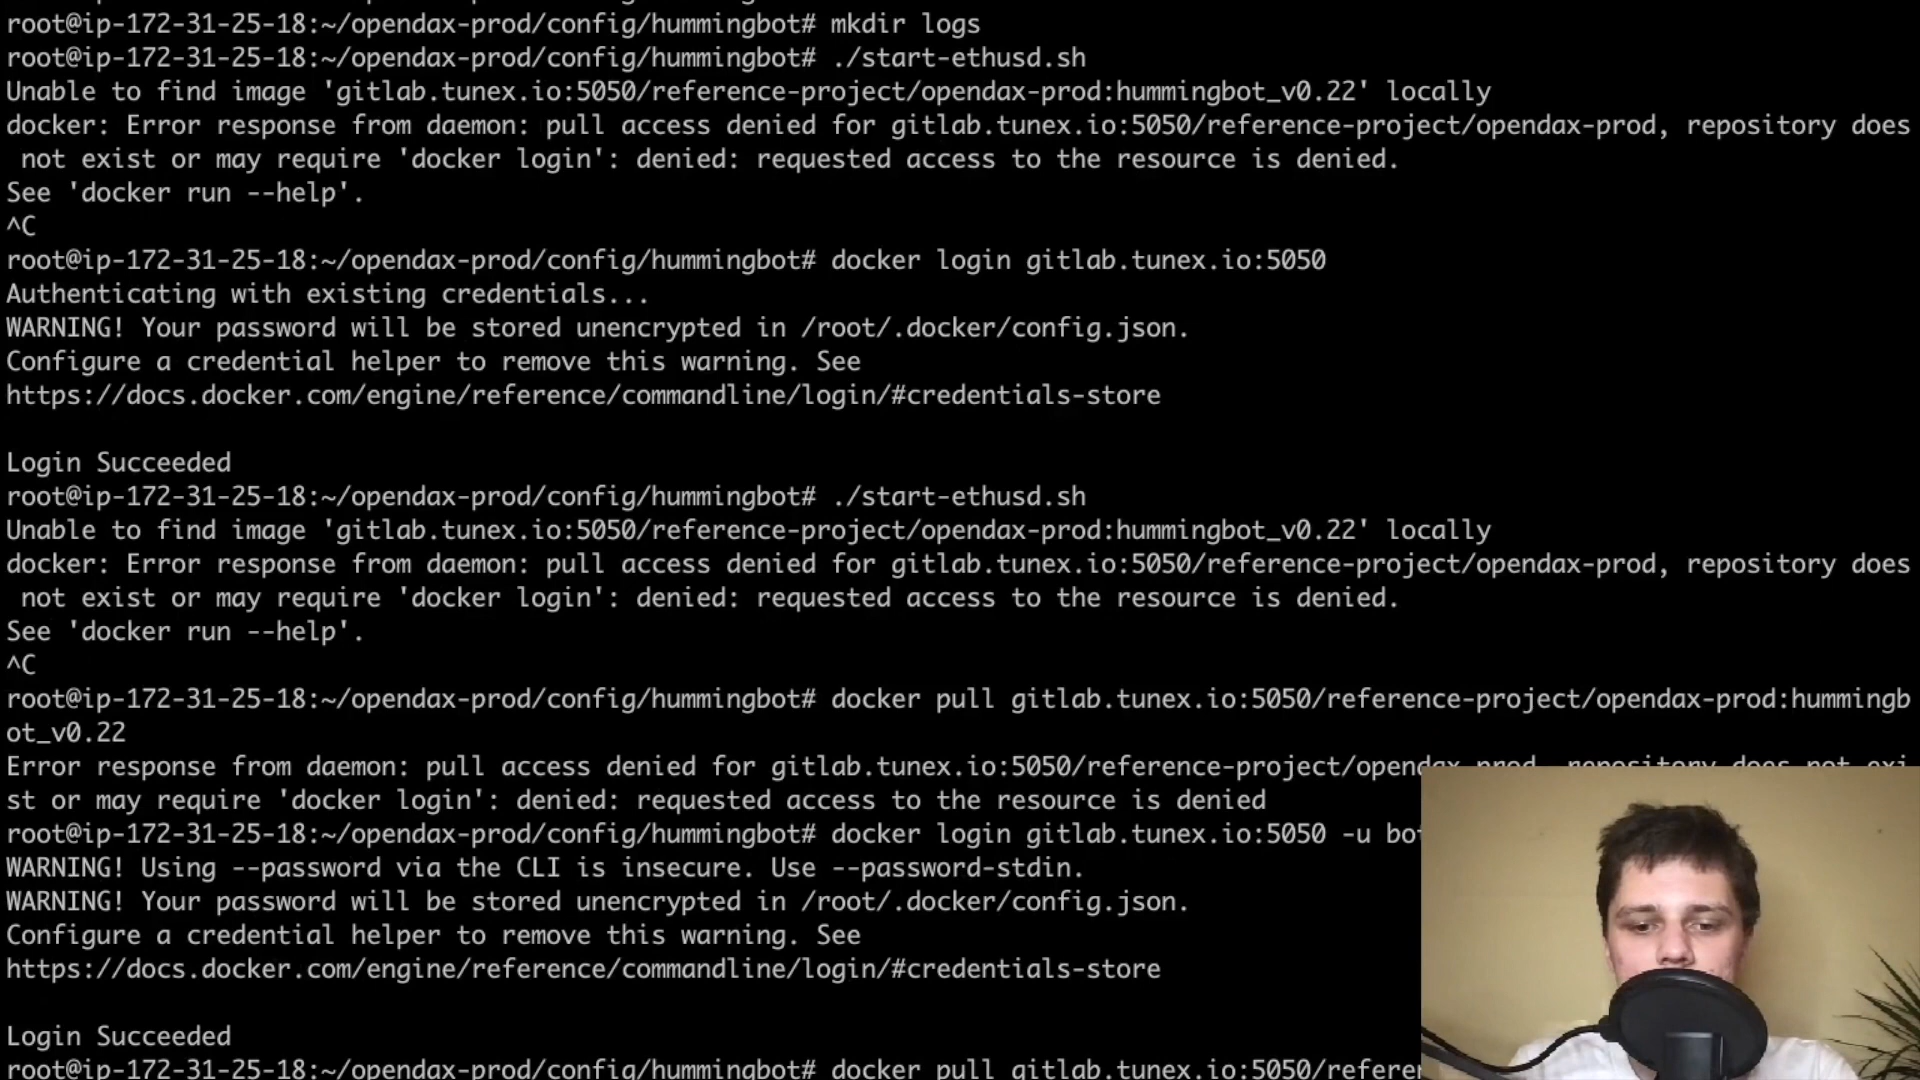 root@ip-172-31-25-18:~/opendax-prod/config/hummingbot# mkdir logs
root@ip-172-31-25-18:~/opendax-prod/config/hummingbot# ./start-ethusd.sh
Unable to find image 'gitlab.tunex.io:5050/reference-project/opendax-prod:hummingbot_v0.22' locally
docker: Error response from daemon: pull access denied for gitlab.tunex.io:5050/reference-project/opendax-prod, repository does
not exist or may require 'docker login': denied: requested access to the resource is denied.
See 'docker run --help'.
^C
root@ip-172-31-25-18:~/opendax-prod/config/hummingbot# docker login gitlab.tunex.io:5050
Authenticating with existing credentials...
WARNING! Your password will be stored unencrypted in /root/.docker/config.json.
Configure a credential helper to remove this warning. See
https://docs.docker.com/engine/reference/commandline/login/#credentials-store
Login Succeeded
root@ip-172-31-25-18:~/opendax-prod/config/hummingbot# ./start-ethusd.sh
Unable to find image 'gitlab.tunex.io:5050/reference-project/opendax-prod:hummingbot_v0.22' locally
docker: Error response from daemon: pull access denied for gitlab.tunex.io:5050/reference-project/opendax-prod, repository does
not exist or may require 'docker login': denied: requested access to the resource is denied.
See 'docker run --help'.
^C
root@ip-172-31-25-18:~/opendax-prod/config/hummingbot# docker pull gitlab.tunex.io:5050/reference-project/opendax-prod:hummingb
ot_v0.22
Error response from daemon: pull access denied for gitlab.tunex.io:5050/reference-project/opendax-prod, repository does not exi
st or may require 'docker login': denied: requested access to the resource is denied
root@ip-172-31-25-18:~/opendax-prod/config/hummingbot# docker login gitlab.tunex.io:5050 -u
WARNING! Using --password via the CLI is insecure. Use --password-stdin.
WARNING! Your password will be stored unencrypted in /root/.docker/config.json.
Configure a credential helper to remove this warning. See
https://docs.docker.com/engine/reference/commandline/login/#credentials-store
Login Succeeded
root@ip-172-31-25-18:~/opendax-prod/config/hummingbot# docker pull gitlab.tunex.io:5050/refere